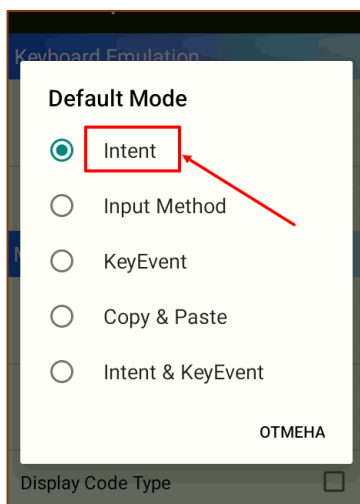 Keyboard Emulation
Default Mode
Intent
Input Method
KeyEvent
Copy & Paste
Intent & KeyEvent
ОТМЕНА
Display Code Type